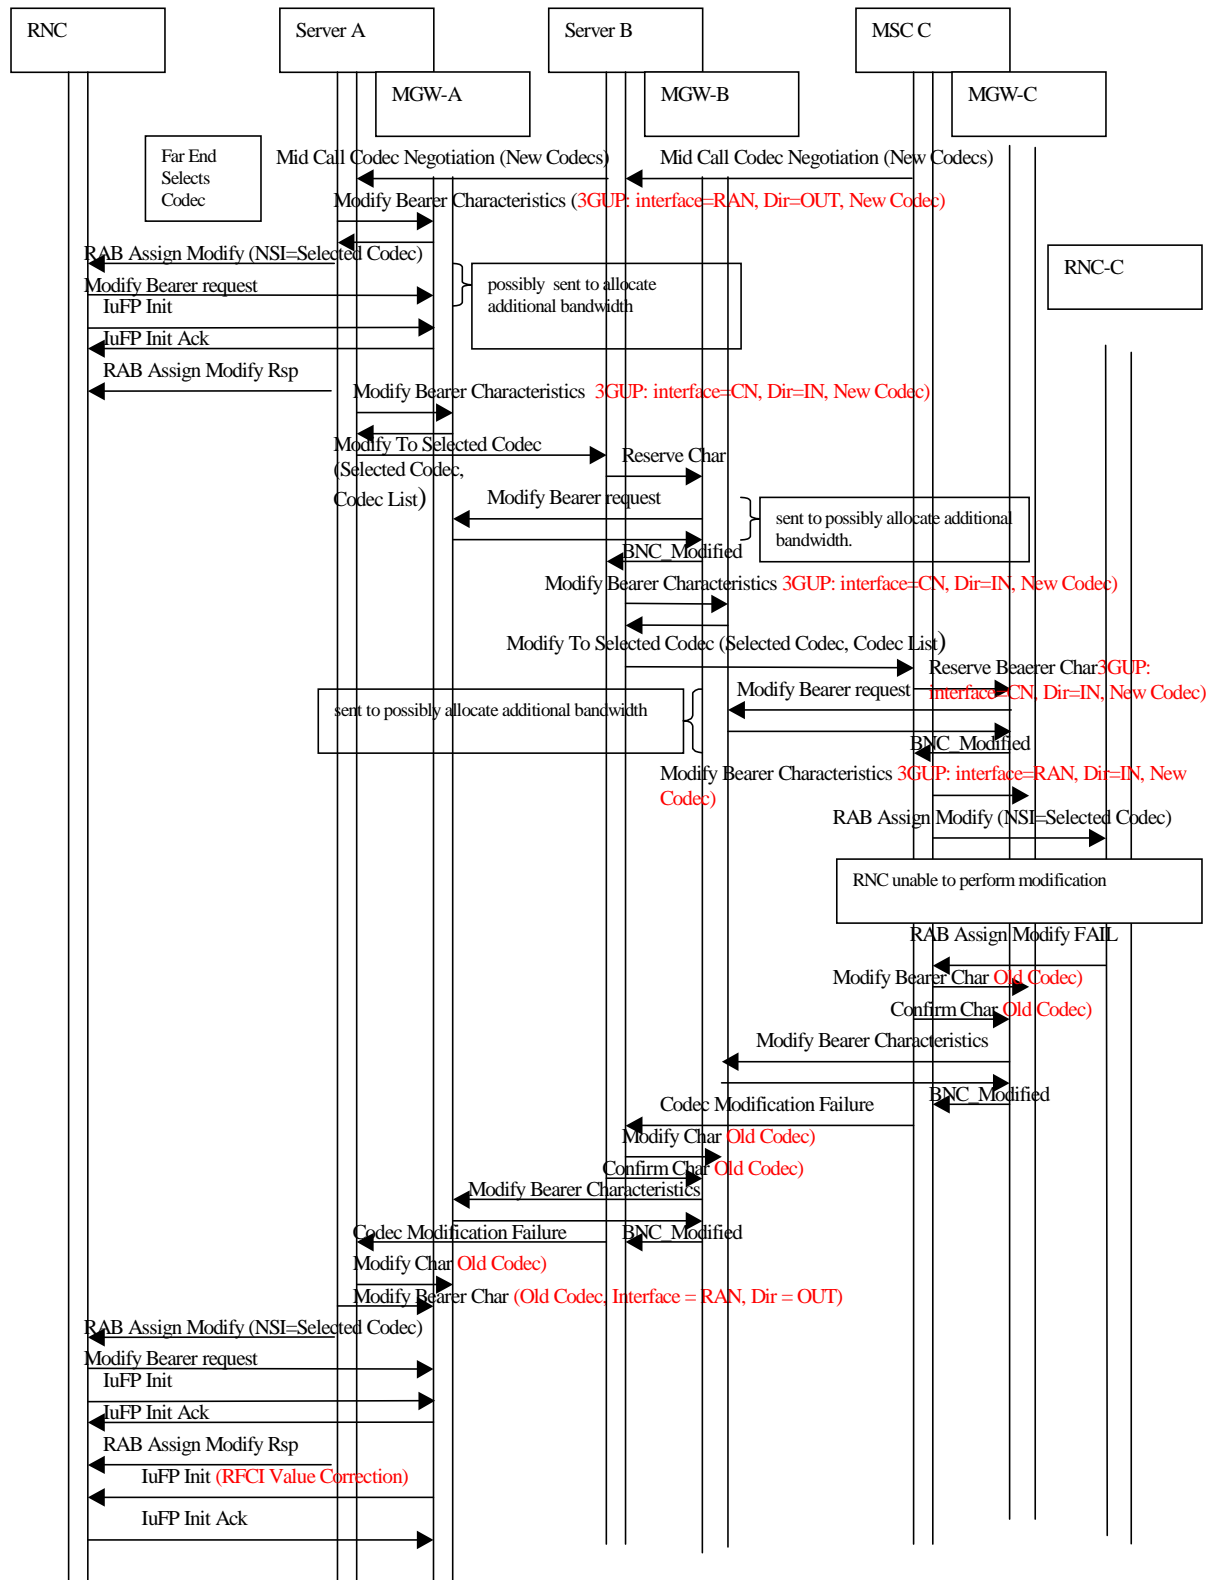 RNC
Server A
Server B
MSC C
MGW-A
MGW-B
MGW-C
Far End
Selects
Codec
Mid Call Codec Negotiation (New Codecs)
Mid Call Codec Negotiation (New Codecs)
Modify Bearer Characteristics (3GUP: interface=RAN, Dir=OUT, New Codec)
RAB Assign Modify (NSI=Selected Codec)
RNC-C
Modify Bearer request
possibly sent to allocate
additional bandwidth
IuFP Init
IuFP Init Ack
RAB Assign Modify Rsp
Modify Bearer Characteristics 3GUP: interface=CN, Dir=IN, New Codec)
Modify To Selected Codec
(Selected Codec,
Codec List)
Reserve Char
Modify Bearer request
sent to possibly allocate additional
bandwidth.
BNC_Modified
Modify Bearer Characteristics 3GUP: interface=CN, Dir=IN, New Codec)
Modify To Selected Codec (Selected Codec, Codec List)
Reserve Beaerer Char3GUP:
interface=CN, Dir=IN, New Codec)
Modify Bearer request
sent to possibly allocate additional bandwidth
BNC_Modified
Modify Bearer Characteristics 3GUP: interface=RAN, Dir=IN, New
Codec)
RAB Assign Modify (NSI=Selected Codec)
RNC unable to perform modification
RAB Assign Modify FAIL
Modify Bearer Char Old Codec)
Confirm Char Old Codec)
Modify Bearer Characteristics
BNC_Modified
Codec Modification Failure
Modify Char Old Codec)
Confirm Char Old Codec)
Modify Bearer Characteristics
Codec Modification Failure
BNC_Modified
Modify Char Old Codec)
Modify Bearer Char (Old Codec, Interface = RAN, Dir = OUT)
RAB Assign Modify (NSI=Selected Codec)
Modify Bearer request
IuFP Init
IuFP Init Ack
RAB Assign Modify Rsp
IuFP Init (RFCI Value Correction)
IuFP Init Ack